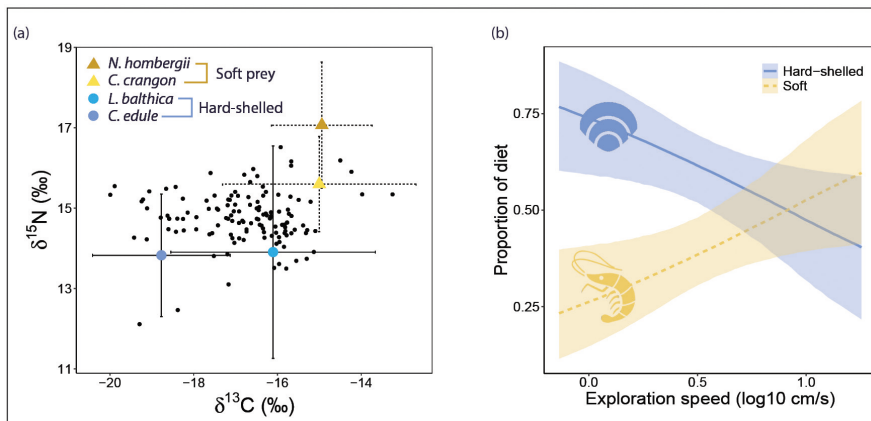 (a)
19
17
15
13
11
δ15N (‰)
N. hombergii
C. crangon
Soft prey
L. balthica
C. edule
Hard-shelled
−20
−18
−16
−14
δ13C (‰)
(b)
Hard-shelled
Soft
0.75
0.50
0.25
Proportion of diet
0.0
0.5
1.0
Exploration speed (log10 cm/s)